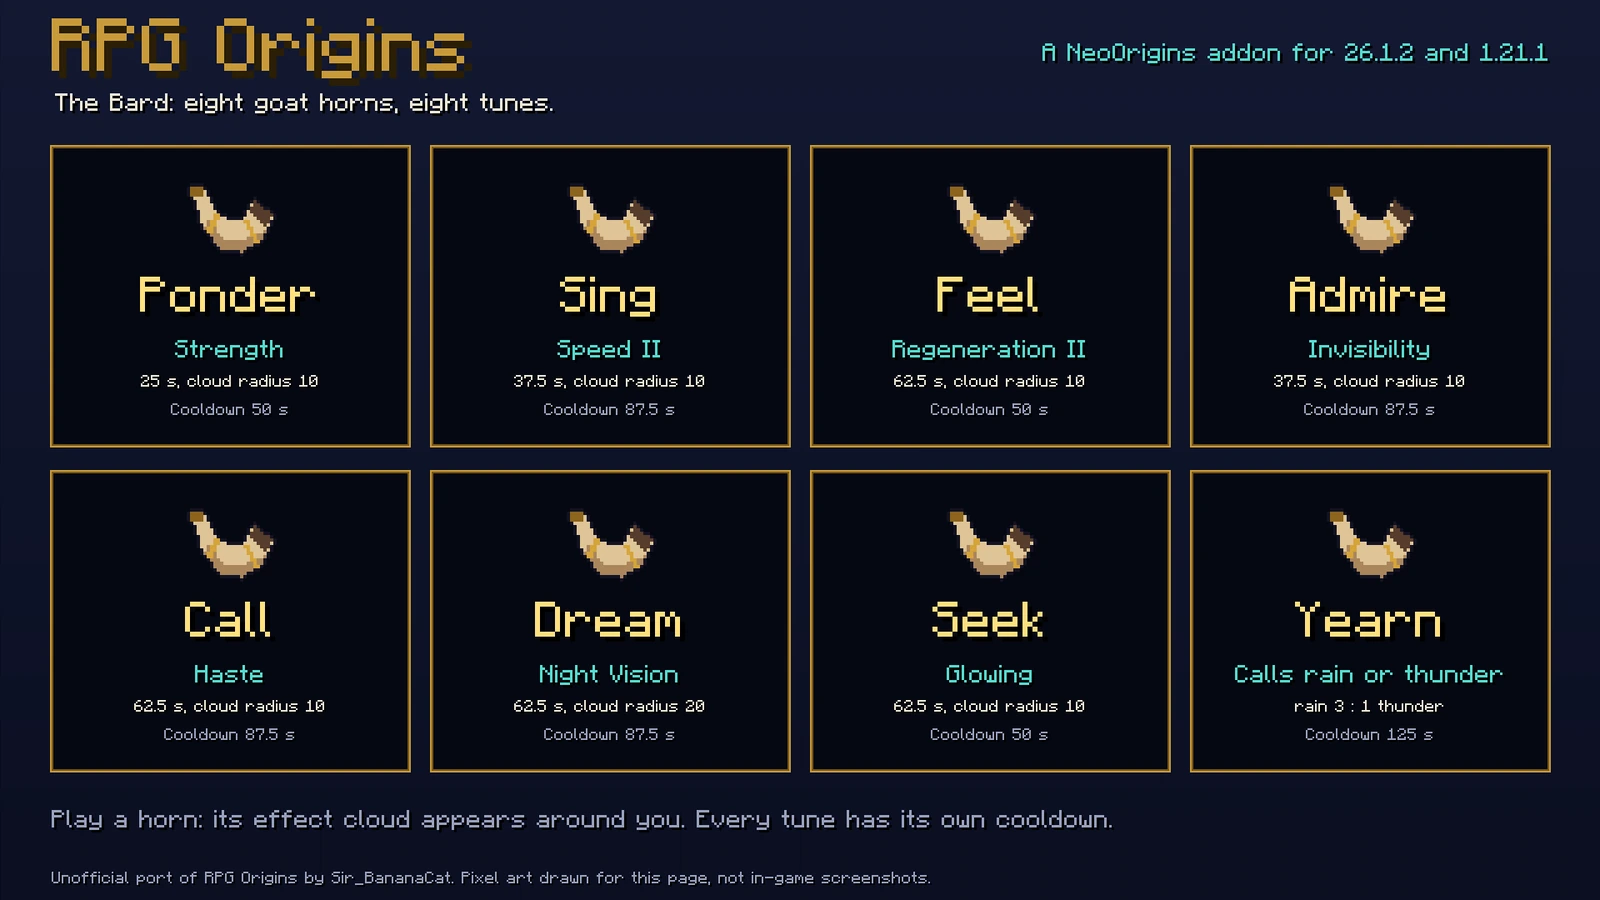 RPG Origins
A NeoOrigins addon for 26.1.2 and 1.21.1
The Bard: eight goat horns, eight tunes.
Ponder
Strength
25 s, cloud radius 10
Cooldown 50 s
Sing
Speed II
37.5 s, cloud radius 10
Cooldown 87.5 s
Feel
Regeneration II
62.5 s, cloud radius 10
Cooldown 50 s
Admire
Invisibility
37.5 s, cloud radius 10
Cooldown 87.5 s
Call
Haste
62.5 s, cloud radius 10
Cooldown 87.5 s
Dream
Night Vision
62.5 s, cloud radius 20
Cooldown 87.5 s
Seek
Glowing
62.5 s, cloud radius 10
Cooldown 50 s
Yearn
Calls rain or thunder
rain 3 : 1 thunder
Cooldown 125 s
Play a horn: its effect cloud appears around you. Every tune has its own cooldown.
Unofficial port of RPG Origins by Sir_BananaCat. Pixel art drawn for this page, not in-game screenshots.